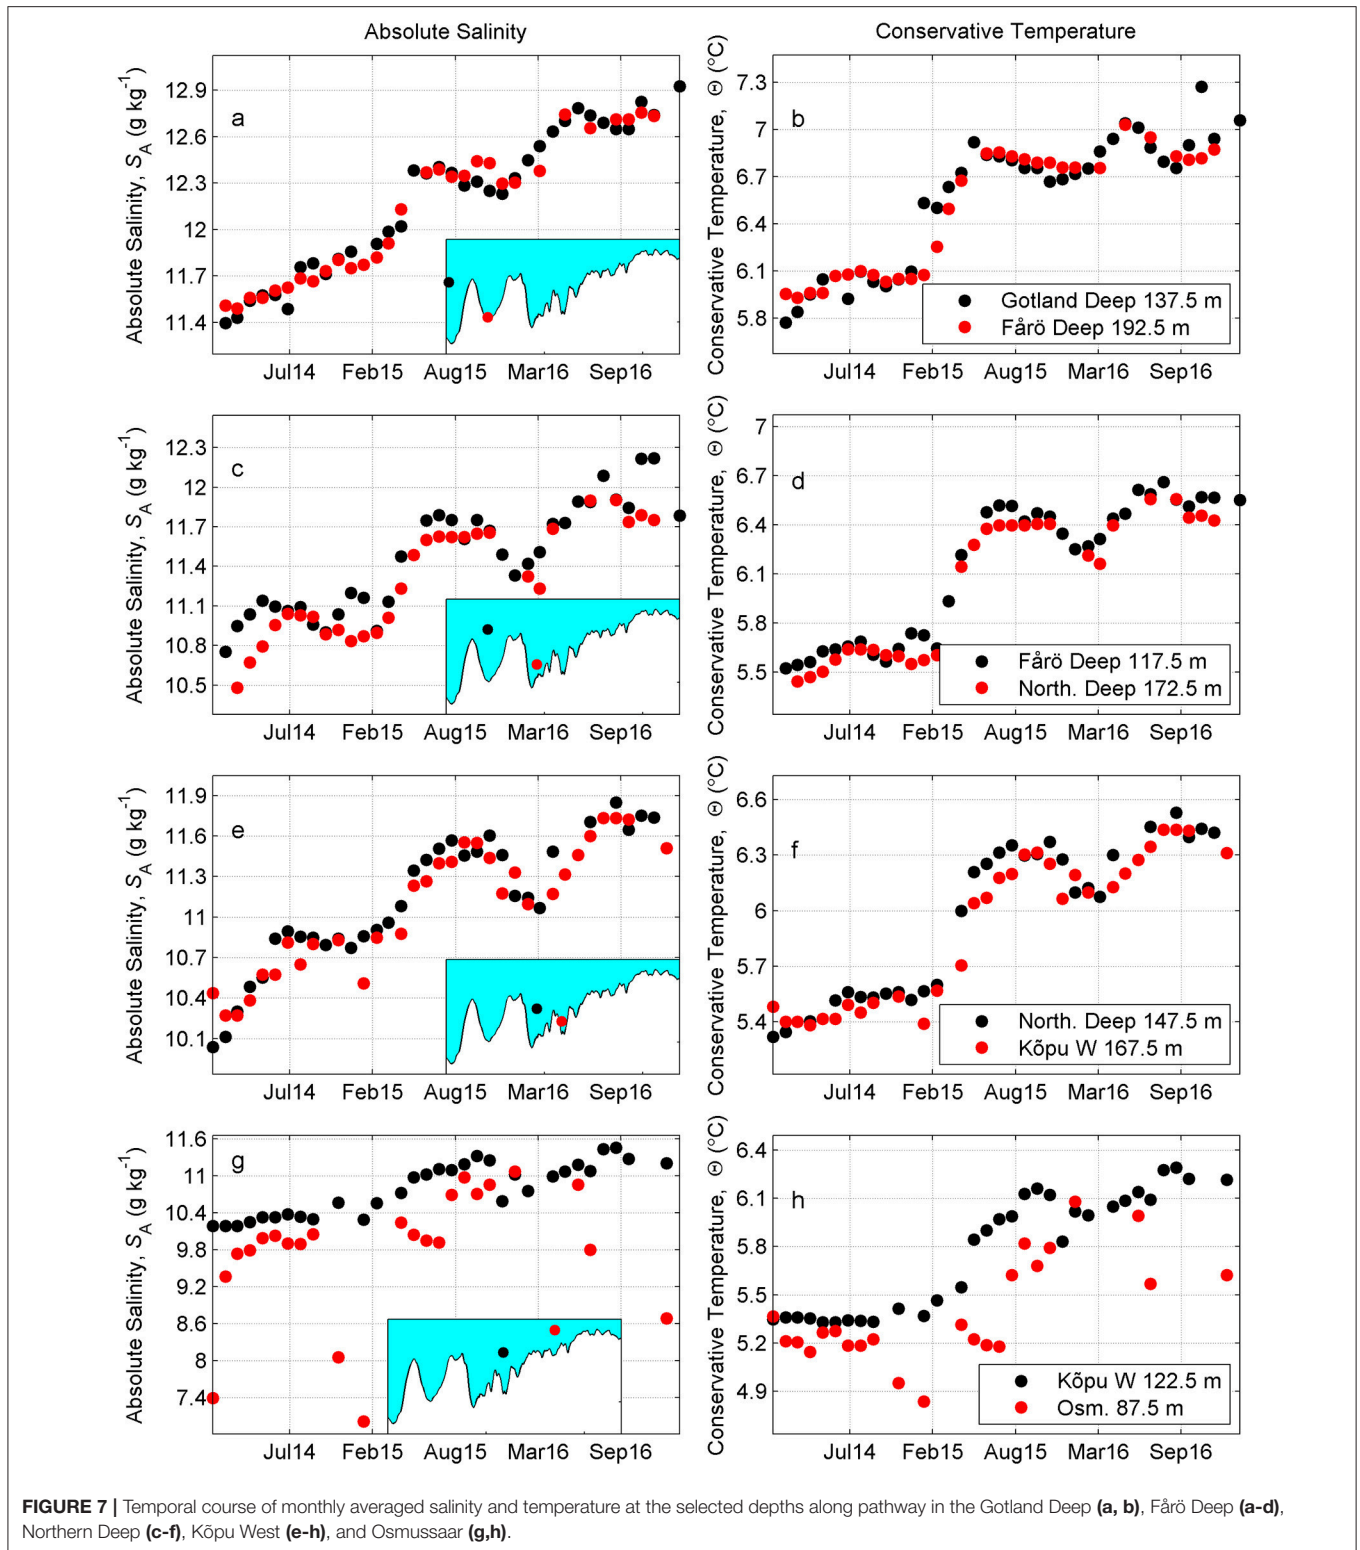 Absolute Salinity
Conservative Temperature
Absolute Salinity, S_A (g kg⁻¹)
12.9
12.6
12.3
12
11.7
11.4
a
Jul14 Feb15 Aug15 Mar16 Sep16
Conservative Temperature, Θ (°C)
7.3
7
6.7
6.4
6.1
5.8
b
Gotland Deep 137.5 m
Fårö Deep 192.5 m
Jul14 Feb15 Aug15 Mar16 Sep16
Absolute Salinity, S_A (g kg⁻¹)
12.3
12
11.7
11.4
11.1
10.8
10.5
c
Jul14 Feb15 Aug15 Mar16 Sep16
Conservative Temperature, Θ (°C)
7
6.7
6.4
6.1
5.8
5.5
d
Fårö Deep 117.5 m
North. Deep 172.5 m
Jul14 Feb15 Aug15 Mar16 Sep16
Absolute Salinity, S_A (g kg⁻¹)
11.9
11.6
11.3
11
10.7
10.4
10.1
e
Jul14 Feb15 Aug15 Mar16 Sep16
Conservative Temperature, Θ (°C)
6.6
6.3
6
5.7
5.4
f
North. Deep 147.5 m
Kõpu W 167.5 m
Jul14 Feb15 Aug15 Mar16 Sep16
Absolute Salinity, S_A (g kg⁻¹)
11.6
11
10.4
9.8
9.2
8.6
8
7.4
g
Jul14 Feb15 Aug15 Mar16 Sep16
Conservative Temperature, Θ (°C)
6.4
6.1
5.8
5.5
5.2
4.9
h
Kõpu W 122.5 m
Osm. 87.5 m
Jul14 Feb15 Aug15 Mar16 Sep16
FIGURE 7 | Temporal course of monthly averaged salinity and temperature at the selected depths along pathway in the Gotland Deep (a, b), Fårö Deep (a-d),
Northern Deep (c-f), Kõpu West (e-h), and Osmussaar (g,h).